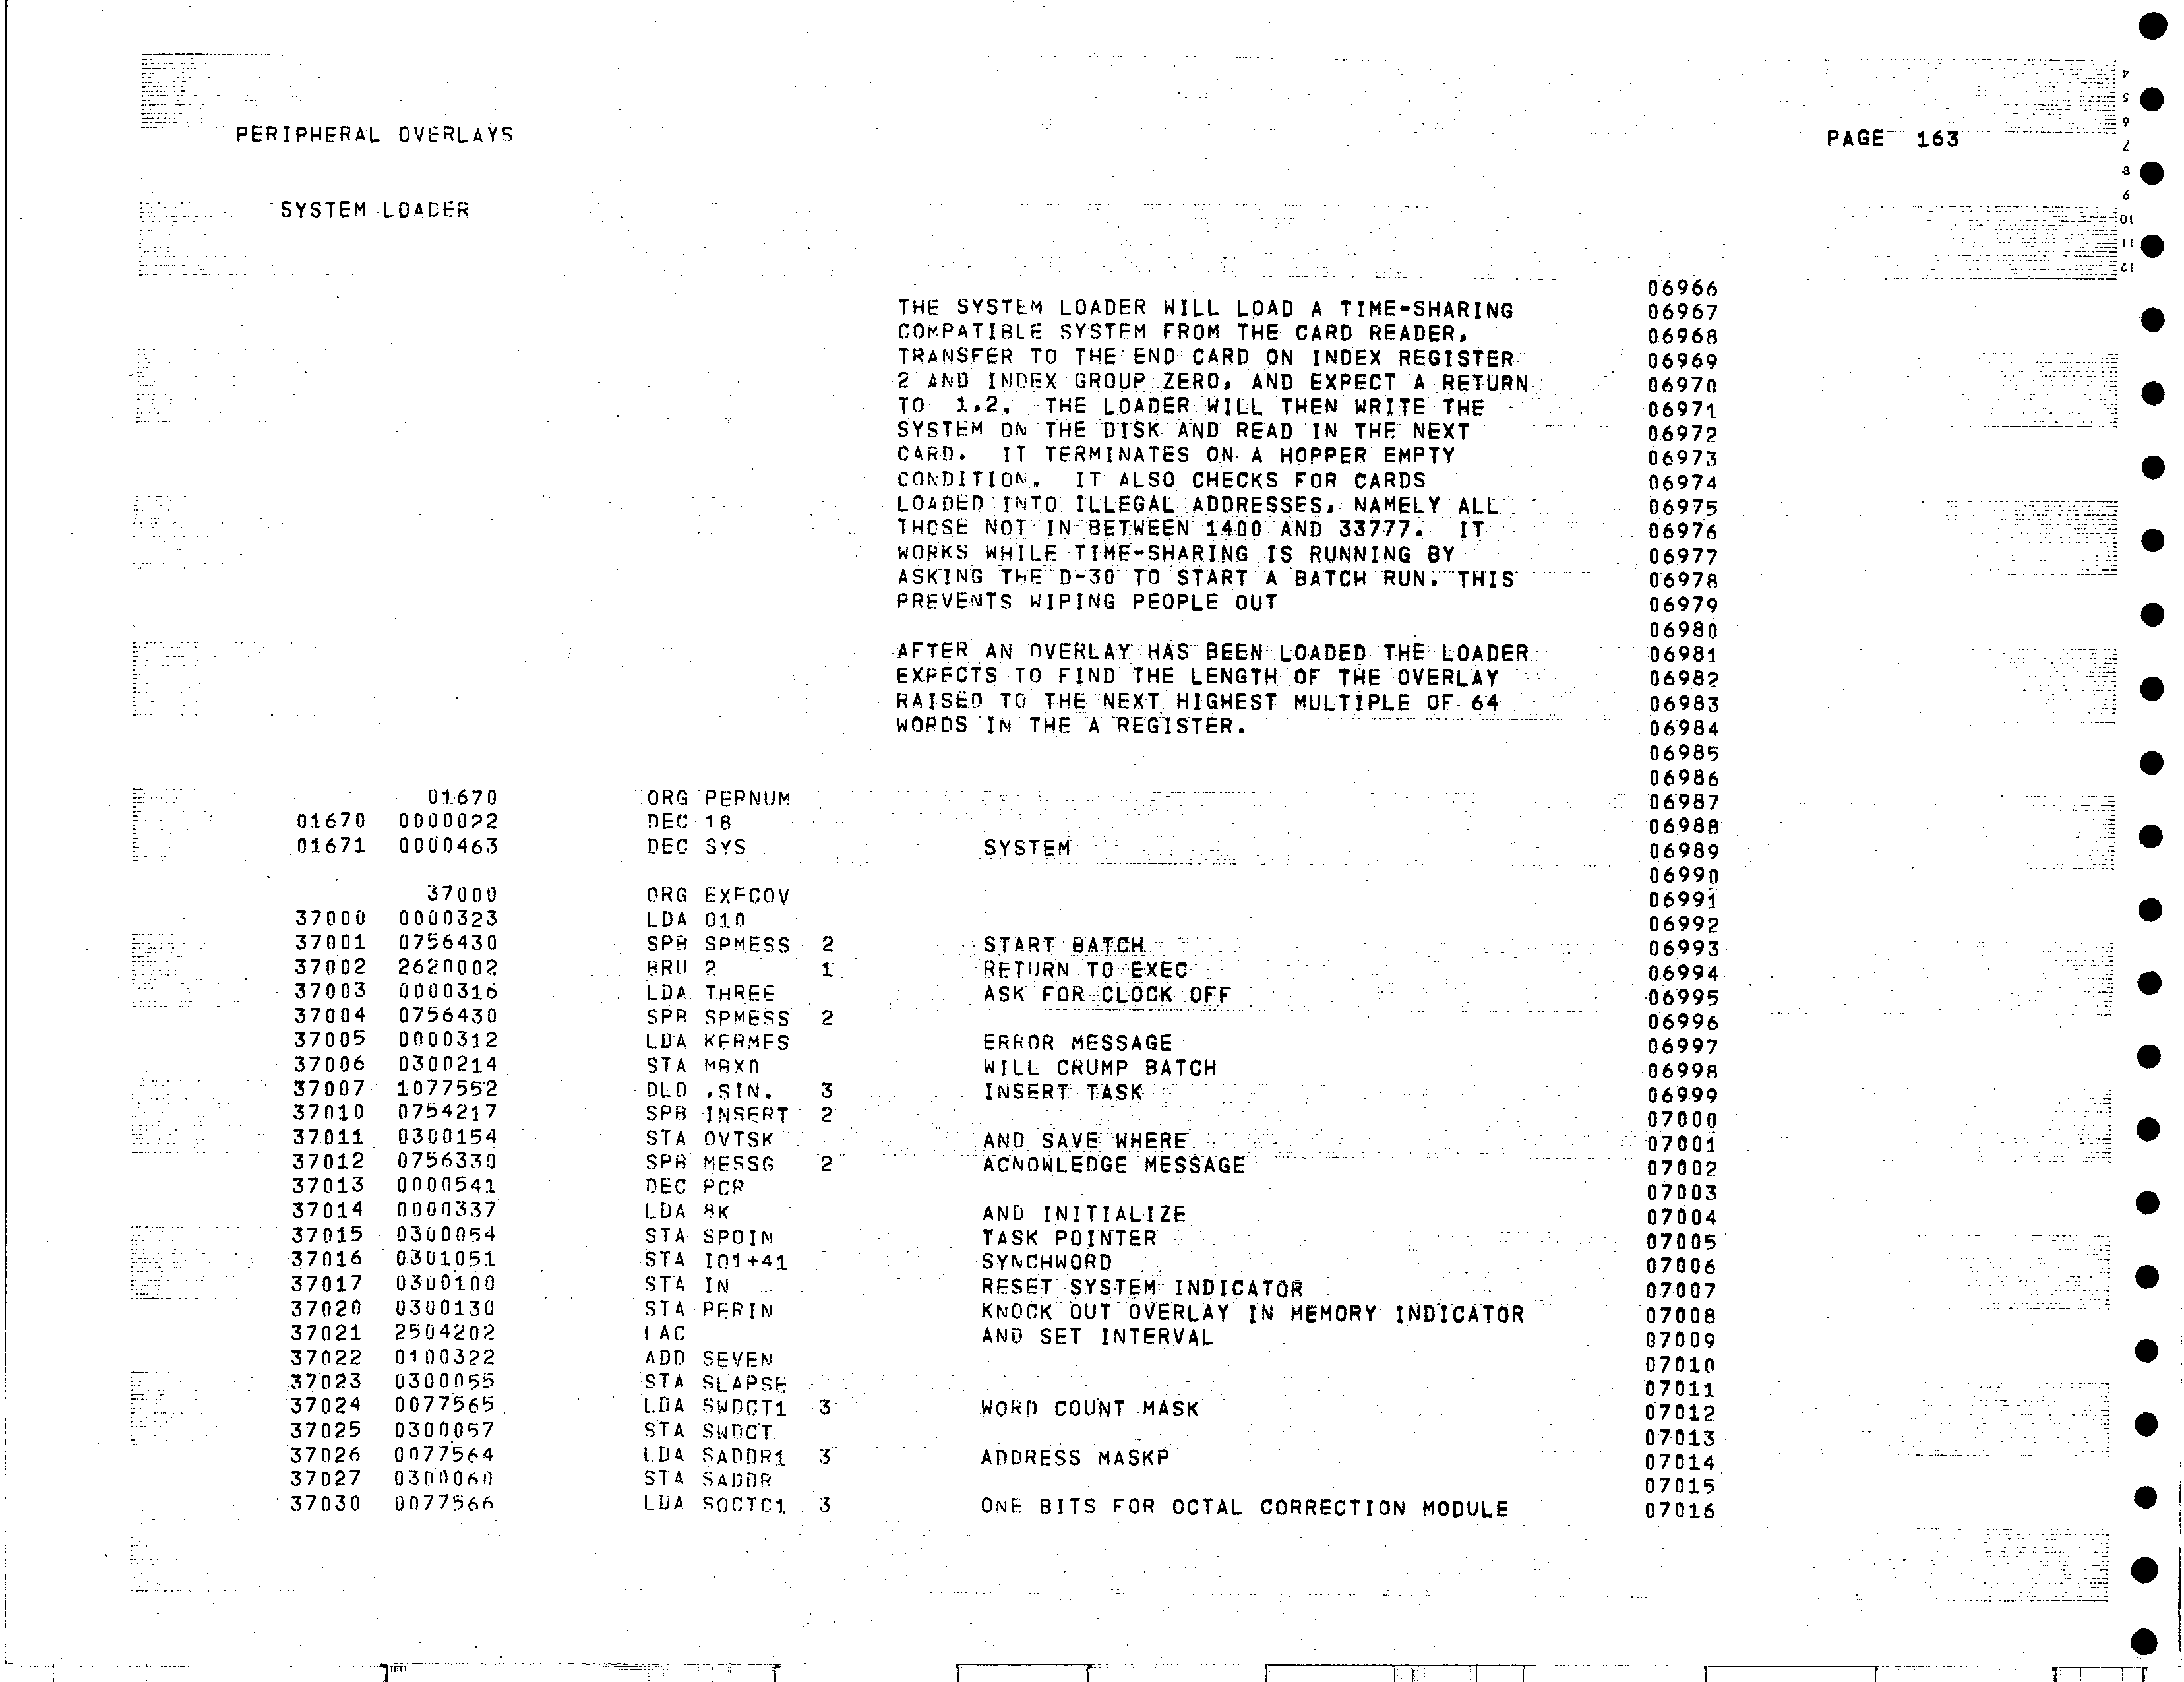 PERIPHERAL OVERLAYS PAGE 163
SYSTEM LOADER
06966
THE SYSTEM LOADER WILL LOAD A TIME-SHARING 06967
COMPATIBLE SYSTEM FROM THE CARD READER, 06968
TRANSFER TO THE END CARD ON INDEX REGISTER 06969
2 AND INDEX GROUP ZERO, AND EXPECT A RETURN 06970
TO 1,2. THE LOADER WILL THEN WRITE THE 06971
SYSTEM ON THE DISK AND READ IN THE NEXT 06972
CARD. IT TERMINATES ON A HOPPER EMPTY 06973
CONDITION. IT ALSO CHECKS FOR CARDS 06974
LOADED INTO ILLEGAL ADDRESSES, NAMELY ALL 06975
THOSE NOT IN BETWEEN 1400 AND 33777. IT 06976
WORKS WHILE TIME-SHARING IS RUNNING BY 06977
ASKING THE D-30 TO START A BATCH RUN. THIS 06978
PREVENTS WIPING PEOPLE OUT 06979
06980
AFTER AN OVERLAY HAS BEEN LOADED THE LOADER 06981
EXPECTS TO FIND THE LENGTH OF THE OVERLAY 06982
RAISED TO THE NEXT HIGHEST MULTIPLE OF 64 06983
WORDS IN THE A REGISTER. 06984
06985
06986
01670 ORG PERNUM 06987
01670 0000022 DEC 18 06988
01671 0000463 DEC SYS SYSTEM 06989
06990
37000 ORG EXECOV 06991
37000 0000323 LDA O10 06992
37001 0756430 SPB SPMESS 2 START BATCH 06993
37002 2620002 BRU 2 1 RETURN TO EXEC 06994
37003 0000316 LDA THREE ASK FOR CLOCK OFF 06995
37004 0756430 SPB SPMESS 2 06996
37005 0000312 LDA KERMES ERROR MESSAGE 06997
37006 0300214 STA MBX0 WILL CRUMP BATCH 06998
37007 1077552 DLD .SIN. 3 INSERT TASK 06999
37010 0754217 SPB INSERT 2 07000
37011 0300154 STA OVTSK AND SAVE WHERE 07001
37012 0756330 SPB MESSG 2 ACNOWLEDGE MESSAGE 07002
37013 0000541 DEC PCR 07003
37014 0000337 LDA 8K AND INITIALIZE 07004
37015 0300054 STA SPOIN TASK POINTER 07005
37016 0301051 STA IO1+41 SYNCHWORD 07006
37017 0300100 STA IN RESET SYSTEM INDICATOR 07007
37020 0300130 STA PERIN KNOCK OUT OVERLAY IN MEMORY INDICATOR 07008
37021 2504202 LAC AND SET INTERVAL 07009
37022 0100322 ADD SEVEN 07010
37023 0300055 STA SLAPSE 07011
37024 0077565 LDA SWDCT1 3 WORD COUNT MASK 07012
37025 0300057 STA SWDCT 07013
37026 0077564 LDA SADDR1 3 ADDRESS MASKP 07014
37027 0300060 STA SADDR 07015
37030 0077566 LDA SOCTC1 3 ONE BITS FOR OCTAL CORRECTION MODULE 07016
4
5
6
7
8
9
10
11
12